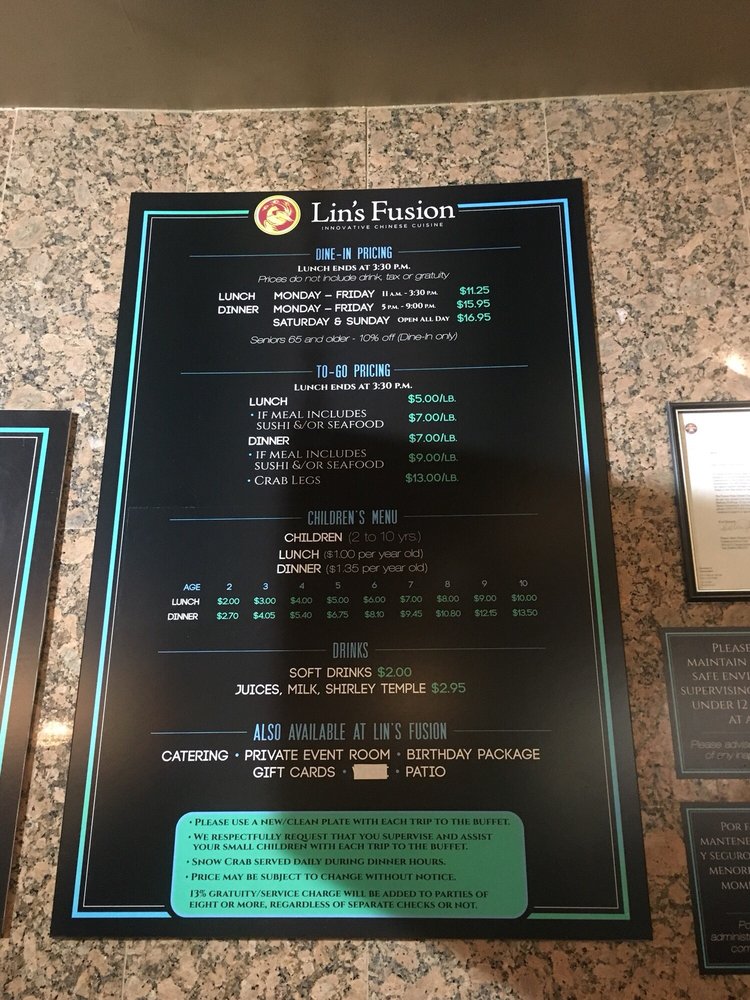 Lin's Fusion
INNOVATIVE CHINESE CUISINE
DINE-IN PRICING
LUNCH ENDS AT 3:30 P.M.
Prices do not include drink, tax or gratuity
LUNCH MONDAY – FRIDAY 11 A.M. - 3:30 P.M. $11.25
DINNER MONDAY – FRIDAY 5 P.M. - 9:00 P.M. $15.95
SATURDAY & SUNDAY OPEN ALL DAY $16.95
Seniors 65 and older - 10% off (Dine-In only)
TO-GO PRICING
LUNCH ENDS AT 3:30 P.M.
LUNCH $5.00/LB.
• IF MEAL INCLUDES
SUSHI &/OR SEAFOOD $7.00/LB.
DINNER $7.00/LB.
• IF MEAL INCLUDES
SUSHI &/OR SEAFOOD $9.00/LB.
• CRAB LEGS $13.00/LB.
CHILDREN'S MENU
CHILDREN (2 to 10 yrs.)
LUNCH ($1.00 per year old)
DINNER ($1.35 per year old)
AGE 2 3 4 5 6 7 8 9 10
LUNCH $2.00 $3.00 $4.00 $5.00 $6.00 $7.00 $8.00 $9.00 $10.00
DINNER $2.70 $4.05 $5.40 $6.75 $8.10 $9.45 $10.80 $12.15 $13.50
DRINKS
SOFT DRINKS $2.00
JUICES, MILK, SHIRLEY TEMPLE $2.95
ALSO AVAILABLE AT LIN'S FUSION
CATERING • PRIVATE EVENT ROOM • BIRTHDAY PACKAGE
GIFT CARDS • • PATIO
• PLEASE USE A NEW/CLEAN PLATE WITH EACH TRIP TO THE BUFFET.
• WE RESPECTFULLY REQUEST THAT YOU SUPERVISE AND ASSIST
YOUR SMALL CHILDREN WITH EACH TRIP TO THE BUFFET.
• SNOW CRAB SERVED DAILY DURING DINNER HOURS.
• PRICE MAY BE SUBJECT TO CHANGE WITHOUT NOTICE.
13% GRATUITY/SERVICE CHARGE WILL BE ADDED TO PARTIES OF
EIGHT OR MORE, REGARDLESS OF SEPARATE CHECKS OR NOT.
PLEASE
MAINTAIN
SAFE ENVI
SUPERVISING
UNDER 12
AT
Please advi
of any ina
POR F
MANTENE
Y SEGURO
MENORE
MOM
administ
com